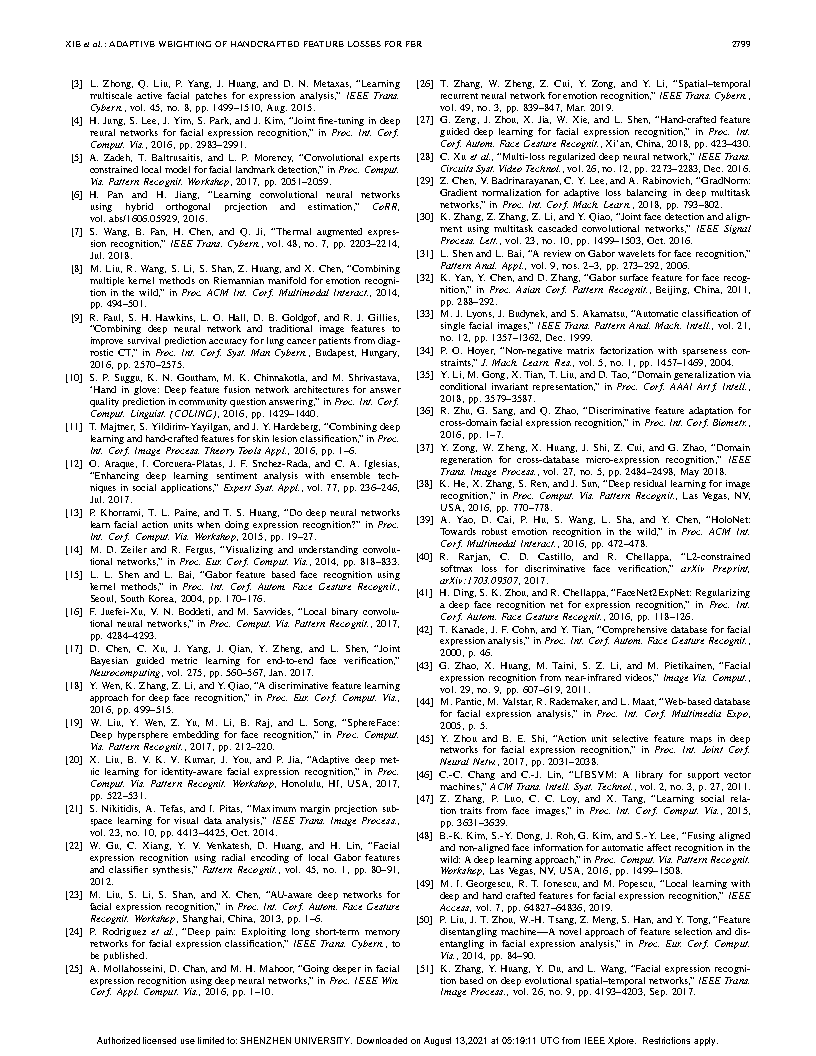 XIE et al.: ADAPTIVE WEIGHTING OF HANDCRAFTED FEATURE LOSSES FOR FER
2799
[3] L. Zhong, Q. Liu, P. Yang, J. Huang, and D. N. Metaxas, “Learning
multiscale active facial patches for expression analysis,” IEEE Trans.
Cybern., vol. 45, no. 8, pp. 1499–1510, Aug. 2015.
[4] H. Jung, S. Lee, J. Yim, S. Park, and J. Kim, “Joint fine-tuning in deep
neural networks for facial expression recognition,” in Proc. Int. Conf.
Comput. Vis., 2016, pp. 2983–2991.
[5] A. Zadeh, T. Baltrusaitis, and L. P. Morency, “Convolutional experts
constrained local model for facial landmark detection,” in Proc. Comput.
Vis. Pattern Recognit. Workshop, 2017, pp. 2051–2059.
[6] H. Pan and H. Jiang, “Learning convolutional neural networks
using hybrid orthogonal projection and estimation,” CoRR,
vol. abs/1606.05929, 2016.
[7] S. Wang, B. Pan, H. Chen, and Q. Ji, “Thermal augmented expres-
sion recognition,” IEEE Trans. Cybern., vol. 48, no. 7, pp. 2203–2214,
Jul. 2018.
[8] M. Liu, R. Wang, S. Li, S. Shan, Z. Huang, and X. Chen, “Combining
multiple kernel methods on Riemannian manifold for emotion recogni-
tion in the wild,” in Proc ACM Int. Conf. Multimodal Interact., 2014,
pp. 494–501.
[9] R. Paul, S. H. Hawkins, L. O. Hall, D. B. Goldgof, and R. J. Gillies,
“Combining deep neural network and traditional image features to
improve survival prediction accuracy for lung cancer patients from diag-
nostic CT,” in Proc. Int. Conf. Syst. Man Cybern., Budapest, Hungary,
2016, pp. 2570–2575.
[10] S. P. Suggu, K. N. Goutham, M. K. Chinnakotla, and M. Shrivastava,
“Hand in glove: Deep feature fusion network architectures for answer
quality prediction in community question answering,” in Proc. Int. Conf.
Comput. Linguist. (COLING), 2016, pp. 1429–1440.
[11] T. Majtner, S. Yildirim-Yayilgan, and J. Y. Hardeberg, “Combining deep
learning and hand-crafted features for skin lesion classification,” in Proc.
Int. Conf. Image Process. Theory Tools Appl., 2016, pp. 1–6.
[12] O. Araque, I. Corcuera-Platas, J. F. Snchez-Rada, and C. A. Iglesias,
“Enhancing deep learning sentiment analysis with ensemble tech-
niques in social applications,” Expert Syst. Appl., vol. 77, pp. 236–246,
Jul. 2017.
[13] P. Khorrami, T. L. Paine, and T. S. Huang, “Do deep neural networks
learn facial action units when doing expression recognition?” in Proc.
Int. Conf. Comput. Vis. Workshop, 2015, pp. 19–27.
[14] M. D. Zeiler and R. Fergus, “Visualizing and understanding convolu-
tional networks,” in Proc. Eur. Conf. Comput. Vis., 2014, pp. 818–833.
[15] L. L. Shen and L. Bai, “Gabor feature based face recognition using
kernel methods,” in Proc. Int. Conf. Autom. Face Gesture Recognit.,
Seoul, South Korea, 2004, pp. 170–176.
[16] F. Juefei-Xu, V. N. Boddeti, and M. Savvides, “Local binary convolu-
tional neural networks,” in Proc. Comput. Vis. Pattern Recognit., 2017,
pp. 4284–4293.
[17] D. Chen, C. Xu, J. Yang, J. Qian, Y. Zheng, and L. Shen, “Joint
Bayesian guided metric learning for end-to-end face verification,”
Neurocomputing, vol. 275, pp. 560–567, Jan. 2017.
[18] Y. Wen, K. Zhang, Z. Li, and Y. Qiao, “A discriminative feature learning
approach for deep face recognition,” in Proc. Eur. Conf. Comput. Vis.,
2016, pp. 499–515.
[19] W. Liu, Y. Wen, Z. Yu, M. Li, B. Raj, and L. Song, “SphereFace:
Deep hypersphere embedding for face recognition,” in Proc. Comput.
Vis. Pattern Recognit., 2017, pp. 212–220.
[20] X. Liu, B. V. K. V. Kumar, J. You, and P. Jia, “Adaptive deep met-
ric learning for identity-aware facial expression recognition,” in Proc.
Comput. Vis. Pattern Recognit. Workshop, Honolulu, HI, USA, 2017,
pp. 522–531.
[21] S. Nikitidis, A. Tefas, and I. Pitas, “Maximum margin projection sub-
space learning for visual data analysis,” IEEE Trans. Image Process.,
vol. 23, no. 10, pp. 4413–4425, Oct. 2014.
[22] W. Gu, C. Xiang, Y. V. Venkatesh, D. Huang, and H. Lin, “Facial
expression recognition using radial encoding of local Gabor features
and classifier synthesis,” Pattern Recognit., vol. 45, no. 1, pp. 80–91,
2012.
[23] M. Liu, S. Li, S. Shan, and X. Chen, “AU-aware deep networks for
facial expression recognition,” in Proc. Int. Conf. Autom. Face Gesture
Recognit. Workshop, Shanghai, China, 2013, pp. 1–6.
[24] P. Rodriguez et al., “Deep pain: Exploiting long short-term memory
networks for facial expression classification,” IEEE Trans. Cybern., to
be published.
[25] A. Mollahosseini, D. Chan, and M. H. Mahoor, “Going deeper in facial
expression recognition using deep neural networks,” in Proc. IEEE Win.
Conf. Appl. Comput. Vis., 2016, pp. 1–10.
[26] T. Zhang, W. Zheng, Z. Cui, Y. Zong, and Y. Li, “Spatial–temporal
recurrent neural network for emotion recognition,” IEEE Trans. Cybern.,
vol. 49, no. 3, pp. 839–847, Mar. 2019.
[27] G. Zeng, J. Zhou, X. Jia, W. Xie, and L. Shen, “Hand-crafted feature
guided deep learning for facial expression recognition,” in Proc. Int.
Conf. Autom. Face Gesture Recognit., Xi’an, China, 2018, pp. 423–430.
[28] C. Xu et al., “Multi-loss regularized deep neural network,” IEEE Trans.
Circuits Syst. Video Technol., vol. 26, no. 12, pp. 2273–2283, Dec. 2016.
[29] Z. Chen, V. Badrinarayanan, C. Y. Lee, and A. Rabinovich, “GradNorm:
Gradient normalization for adaptive loss balancing in deep multitask
networks,” in Proc. Int. Conf. Mach. Learn., 2018, pp. 793–802.
[30] K. Zhang, Z. Zhang, Z. Li, and Y. Qiao, “Joint face detection and align-
ment using multitask cascaded convolutional networks,” IEEE Signal
Process. Lett., vol. 23, no. 10, pp. 1499–1503, Oct. 2016.
[31] L. Shen and L. Bai, “A review on Gabor wavelets for face recognition,”
Pattern Anal. Appl., vol. 9, nos. 2–3, pp. 273–292, 2006.
[32] K. Yan, Y. Chen, and D. Zhang, “Gabor surface feature for face recog-
nition,” in Proc. Asian Conf. Pattern Recognit., Beijing, China, 2011,
pp. 288–292.
[33] M. J. Lyons, J. Budynek, and S. Akamatsu, “Automatic classification of
single facial images,” IEEE Trans. Pattern Anal. Mach. Intell., vol. 21,
no. 12, pp. 1357–1362, Dec. 1999.
[34] P. O. Hoyer, “Non-negative matrix factorization with sparseness con-
straints,” J. Mach. Learn. Res., vol. 5, no. 1, pp. 1457–1469, 2004.
[35] Y. Li, M. Gong, X. Tian, T. Liu, and D. Tao, “Domain generalization via
conditional invariant representation,” in Proc. Conf. AAAI Artif. Intell.,
2018, pp. 3579–3587.
[36] R. Zhu, G. Sang, and Q. Zhao, “Discriminative feature adaptation for
cross-domain facial expression recognition,” in Proc. Int. Conf. Biometr.,
2016, pp. 1–7.
[37] Y. Zong, W. Zheng, X. Huang, J. Shi, Z. Cui, and G. Zhao, “Domain
regeneration for cross-database micro-expression recognition,” IEEE
Trans. Image Process., vol. 27, no. 5, pp. 2484–2498, May 2018.
[38] K. He, X. Zhang, S. Ren, and J. Sun, “Deep residual learning for image
recognition,” in Proc. Comput. Vis. Pattern Recognit., Las Vegas, NV,
USA, 2016, pp. 770–778.
[39] A. Yao, D. Cai, P. Hu, S. Wang, L. Sha, and Y. Chen, “HoloNet:
Towards robust emotion recognition in the wild,” in Proc. ACM Int.
Conf. Multimodal Interact., 2016, pp. 472–478.
[40] R. Ranjan, C. D. Castillo, and R. Chellappa, “L2-constrained
softmax loss for discriminative face verification,” arXiv Preprint,
arXiv:1703.09507, 2017.
[41] H. Ding, S. K. Zhou, and R. Chellappa, “FaceNet2ExpNet: Regularizing
a deep face recognition net for expression recognition,” in Proc. Int.
Conf. Autom. Face Gesture Recognit., 2016, pp. 118–126.
[42] T. Kanade, J. F. Cohn, and Y. Tian, “Comprehensive database for facial
expression analysis,” in Proc. Int. Conf. Autom. Face Gesture Recognit.,
2000, p. 46.
[43] G. Zhao, X. Huang, M. Taini, S. Z. Li, and M. Pietikainen, “Facial
expression recognition from near-infrared videos,” Image Vis. Comput.,
vol. 29, no. 9, pp. 607–619, 2011.
[44] M. Pantic, M. Valstar, R. Rademaker, and L. Maat, “Web-based database
for facial expression analysis,” in Proc. Int. Conf. Multimedia Expo,
2005, p. 5.
[45] Y. Zhou and B. E. Shi, “Action unit selective feature maps in deep
networks for facial expression recognition,” in Proc. Int. Joint Conf.
Neural Netw., 2017, pp. 2031–2038.
[46] C.-C. Chang and C.-J. Lin, “LIBSVM: A library for support vector
machines,” ACM Trans. Intell. Syst. Technol., vol. 2, no. 3, p. 27, 2011.
[47] Z. Zhang, P. Luo, C. C. Loy, and X. Tang, “Learning social rela-
tion traits from face images,” in Proc. Int. Conf. Comput. Vis., 2015,
pp. 3631–3639.
[48] B.-K. Kim, S.-Y. Dong, J. Roh, G. Kim, and S.-Y. Lee, “Fusing aligned
and non-aligned face information for automatic affect recognition in the
wild: A deep learning approach,” in Proc. Comput. Vis. Pattern Recognit.
Workshop, Las Vegas, NV, USA, 2016, pp. 1499–1508.
[49] M. I. Georgescu, R. T. Ionescu, and M. Popescu, “Local learning with
deep and hand crafted features for facial expression recognition,” IEEE
Access, vol. 7, pp. 64827–64836, 2019.
[50] P. Liu, J. T. Zhou, W.-H. Tsang, Z. Meng, S. Han, and Y. Tong, “Feature
disentangling machine—A novel approach of feature selection and dis-
entangling in facial expression analysis,” in Proc. Eur. Conf. Comput.
Vis., 2014, pp. 84–90.
[51] K. Zhang, Y. Huang, Y. Du, and L. Wang, “Facial expression recogni-
tion based on deep evolutional spatial–temporal networks,” IEEE Trans.
Image Process., vol. 26, no. 9, pp. 4193–4203, Sep. 2017.
Authorized licensed use limited to: SHENZHEN UNIVERSITY. Downloaded on August 13,2021 at 05:19:11 UTC from IEEE Xplore. Restrictions apply.